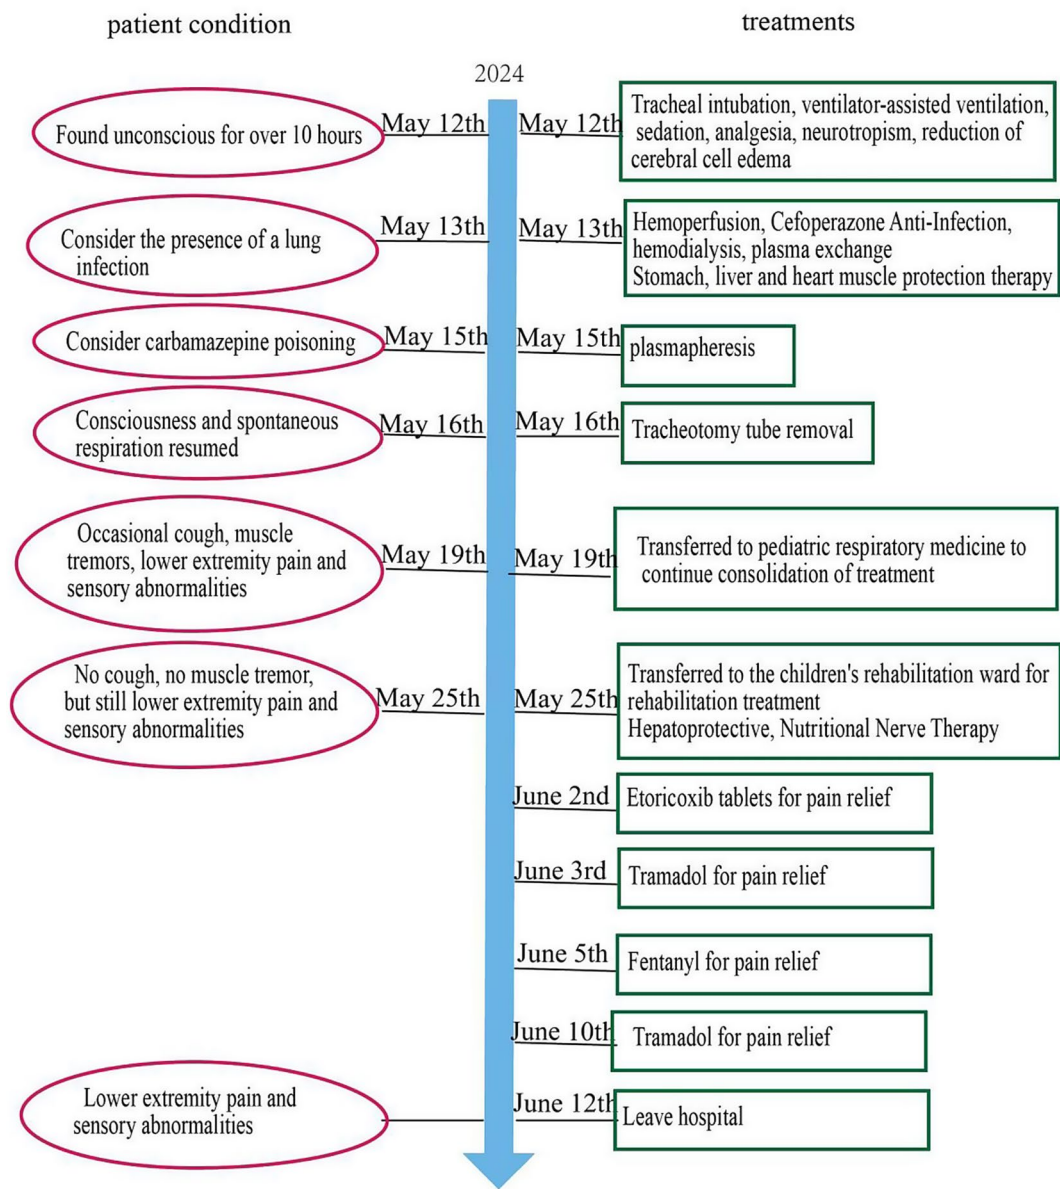 patient condition
treatments
2024
Found unconscious for over 10 hours
May 12th
May 12th
Tracheal intubation, ventilator-assisted ventilation,
sedation, analgesia, neurotropism, reduction of
cerebral cell edema
Consider the presence of a lung
infection
May 13th
May 13th
Hemoperfusion, Cefoperazone Anti-Infection,
hemodialysis, plasma exchange
Stomach, liver and heart muscle protection therapy
Consider carbamazepine poisoning
May 15th
May 15th
plasmapheresis
Consciousness and spontaneous
respiration resumed
May 16th
May 16th
Tracheotomy tube removal
Occasional cough, muscle
tremors, lower extremity pain and
sensory abnormalities
May 19th
May 19th
Transferred to pediatric respiratory medicine to
continue consolidation of treatment
No cough, no muscle tremor,
but still lower extremity pain and
sensory abnormalities
May 25th
May 25th
Transferred to the children's rehabilitation ward for
rehabilitation treatment
Hepatoprotective, Nutritional Nerve Therapy
June 2nd
Etoricoxib tablets for pain relief
June 3rd
Tramadol for pain relief
June 5th
Fentanyl for pain relief
June 10th
Tramadol for pain relief
Lower extremity pain and
sensory abnormalities
June 12th
Leave hospital